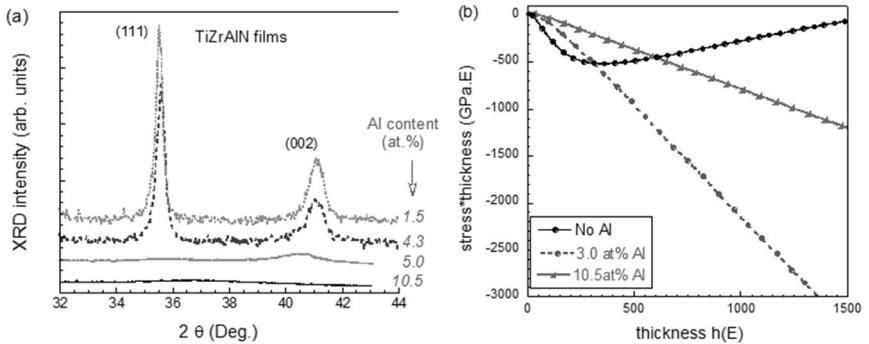 (a)
(111)
TiZrAlN films
Al content
(at.%)
(002)
1.5
4.3
5.0
10.5
XRD intensity (arb. units)
32 34 36 38 40 42 44
2 θ (Deg.)
(b)
0
-500
-1000
-1500
-2000
-2500
-3000
stress*thickness (GPa.E)
No Al
3.0 at% Al
10.5at% Al
0 500 1000 1500
thickness h(E)